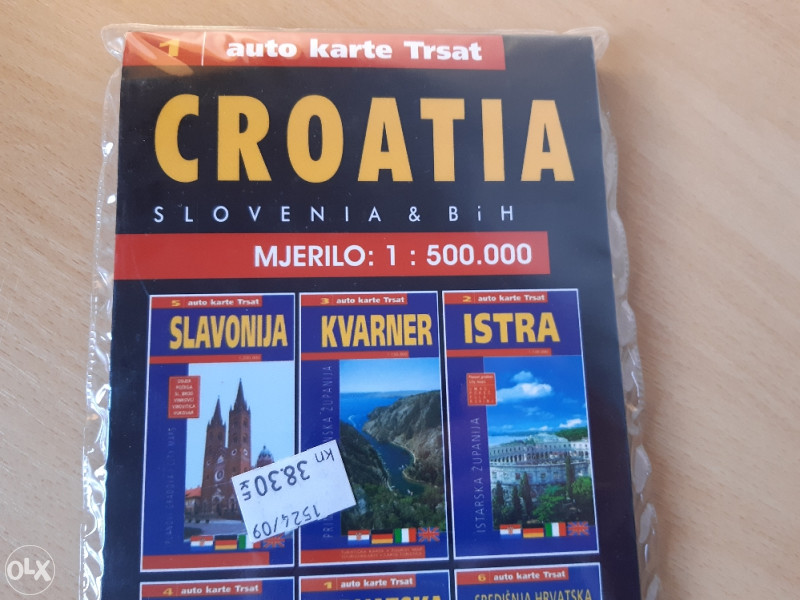 1 auto karte Trsat
CROATIA
SLOVENIA & BiH
MJERILO: 1 : 500.000
5 auto karte Trsat
SLAVONIJA
3 auto karte Trsat
KVARNER
2 auto karte Trsat
ISTRA
ISTARSKA ŽUPANIJA
kn 38.30
1524/09
4 auto karte Trsat
1 auto karte Trsat
6 auto karte Trsat
SREDIŠNJA HRVATSKA
OLX